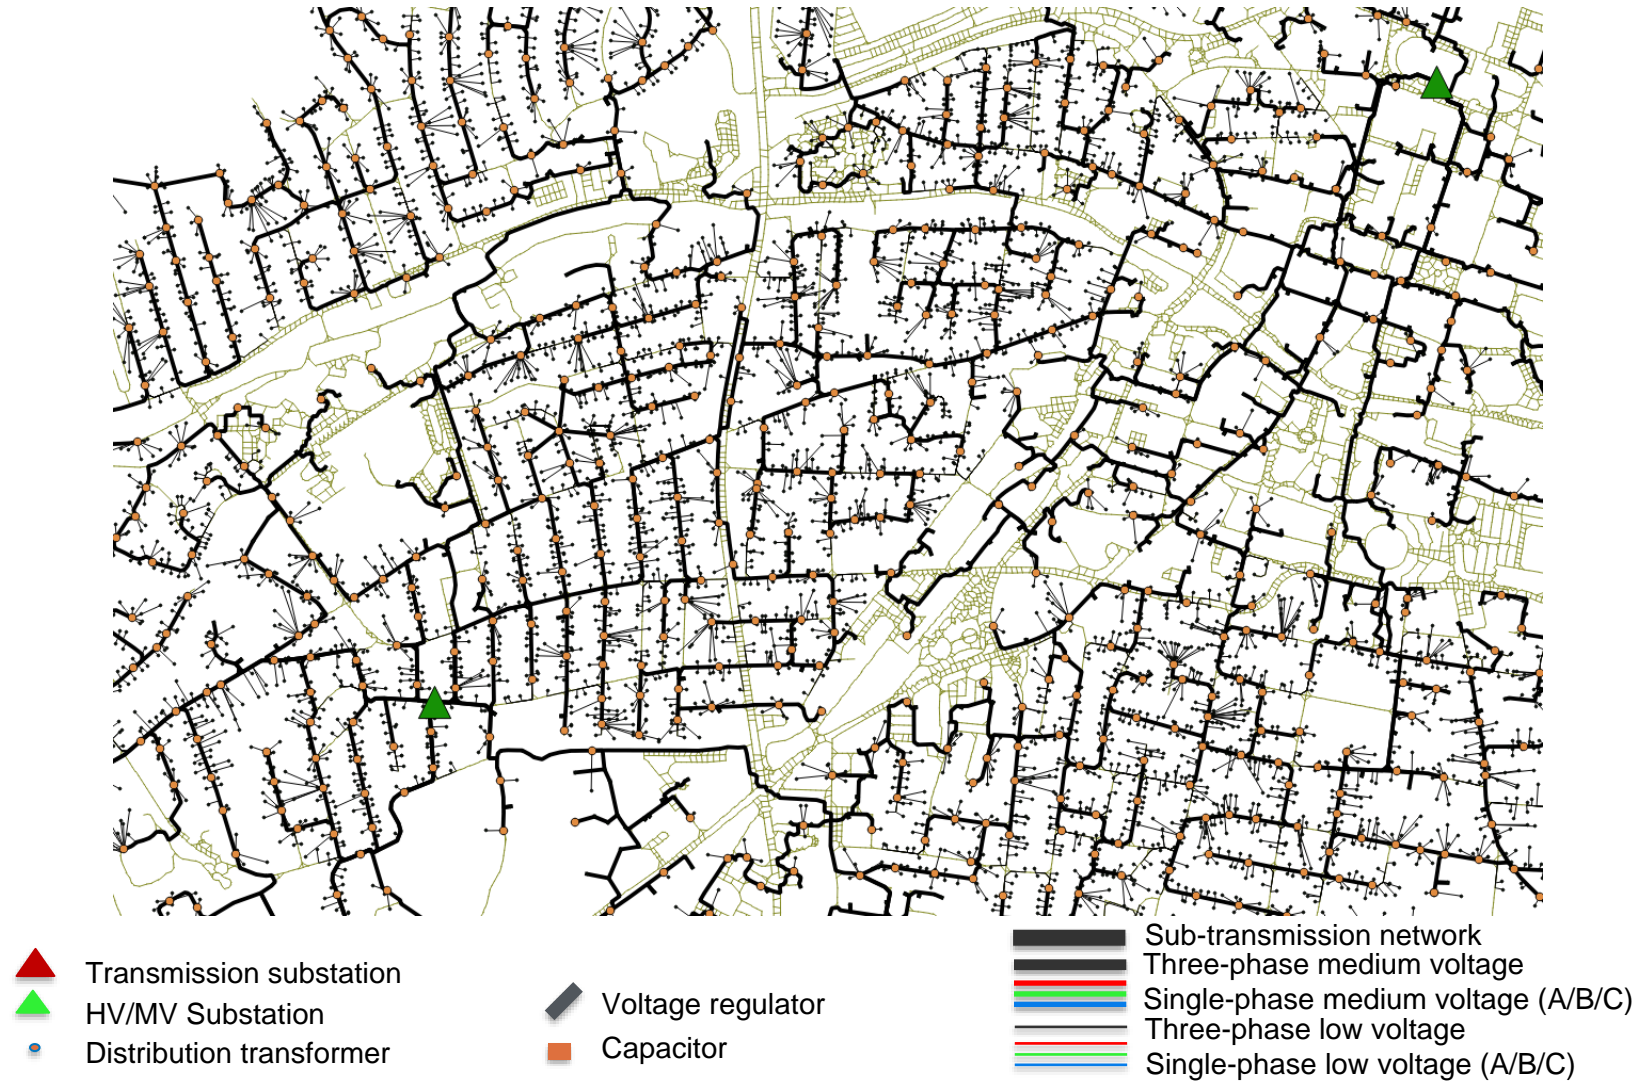 Transmission substation
HV/MV Substation
Distribution transformer
Voltage regulator
Capacitor
Sub-transmission network
Three-phase medium voltage
Single-phase medium voltage (A/B/C)
Three-phase low voltage
Single-phase low voltage (A/B/C)